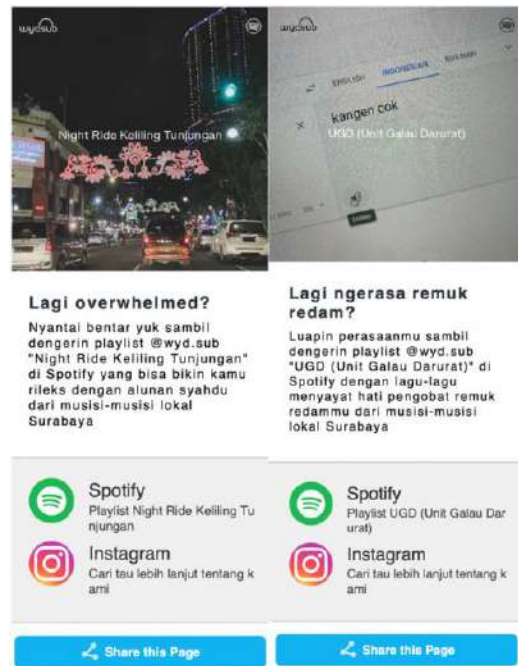 wydsub
Night Ride Keliling Tunjungan
Lagi overwhelmed?
Nyantai bentar yuk sambil
dengerin playlist @wyd.sub
"Night Ride Keliling Tunjungan"
di Spotify yang bisa bikin kamu
rileks dengan alunan syahdu
dari musisi-musisi lokal
Surabaya
Spotify
Playlist Night Ride Keliling Tu
njungan
Instagram
Cari tau lebih lanjut tentang k
ami
Share this Page
wydsub
ENGLISH
INDONESIAN
kangen cok
UGD (Unit Galau Darurat)
Lagi ngerasa remuk
redam?
Luapin perasaanmu sambil
dengerin playlist @wyd.sub
"UGD (Unit Galau Darurat)" di
Spotify dengan lagu-lagu
menyayat hati pengobat remuk
redammu dari musisi-musisi
lokal Surabaya
Spotify
Playlist UGD (Unit Galau Dar
urat)
Instagram
Cari tau lebih lanjut tentang k
ami
Share this Page